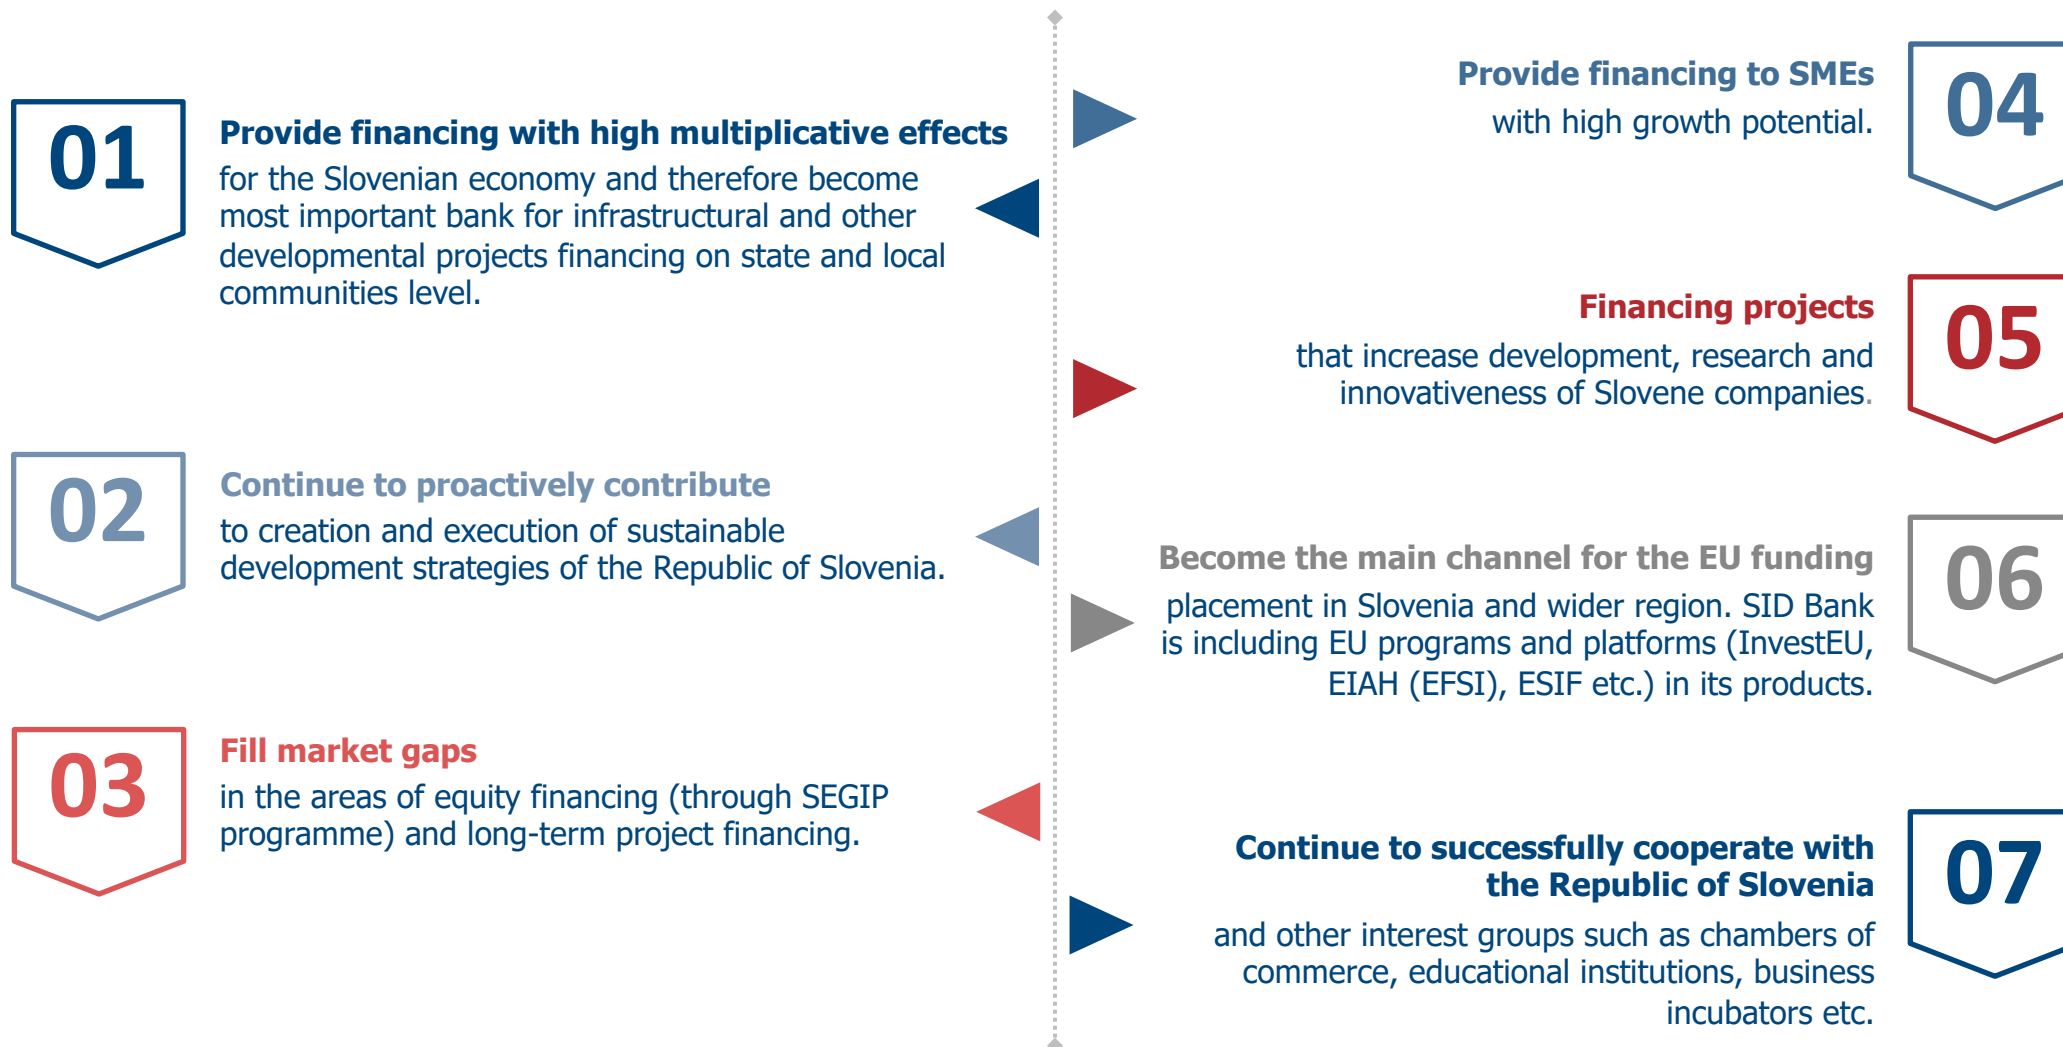 01
Provide financing with high multiplicative effects
for the Slovenian economy and therefore become
most important bank for infrastructural and other
developmental projects financing on state and local
communities level.
02
Continue to proactively contribute
to creation and execution of sustainable
development strategies of the Republic of Slovenia.
03
Fill market gaps
in the areas of equity financing (through SEGIP
programme) and long-term project financing.
04
Provide financing to SMEs
with high growth potential.
05
Financing projects
that increase development, research and
innovativeness of Slovene companies.
06
Become the main channel for the EU funding
placement in Slovenia and wider region. SID Bank
is including EU programs and platforms (InvestEU,
EIAH (EFSI), ESIF etc.) in its products.
07
Continue to successfully cooperate with
the Republic of Slovenia
and other interest groups such as chambers of
commerce, educational institutions, business
incubators etc.